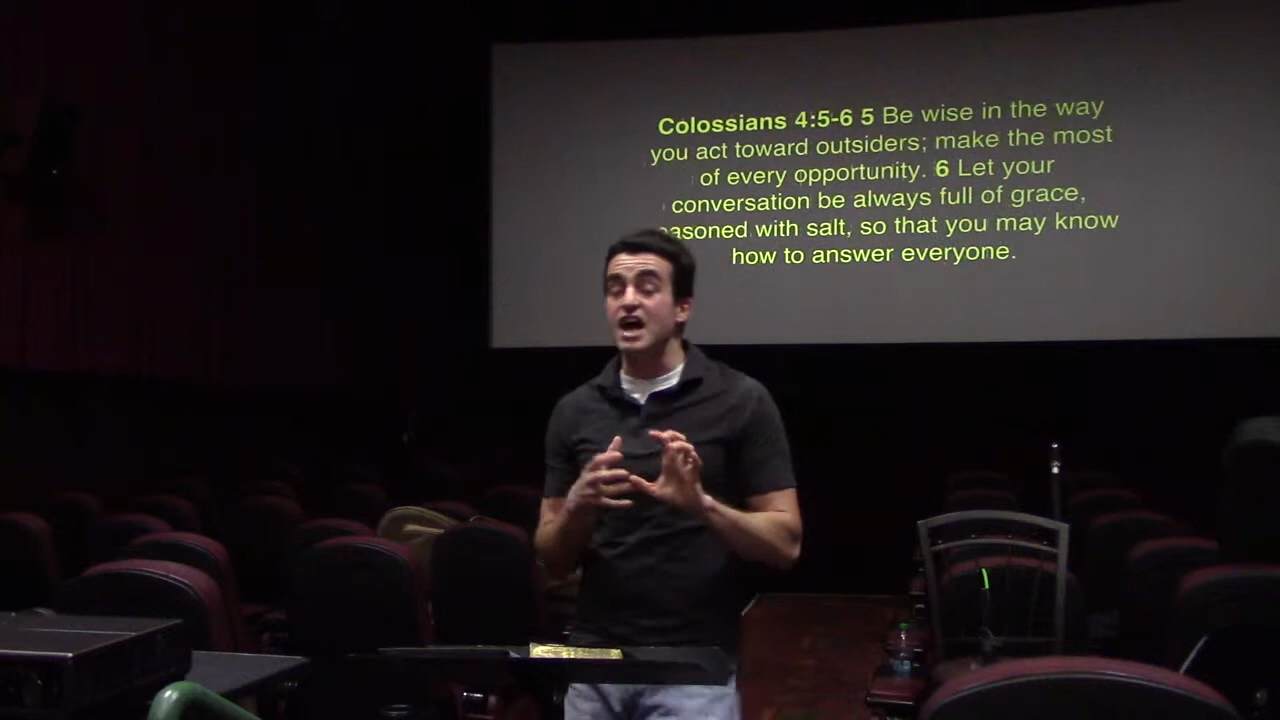 Colossians 4:5-6 5 Be wise in the way
you act toward outsiders; make the most
of every opportunity. 6 Let your
conversation be always full of grace,
easoned with salt, so that you may know
how to answer everyone.